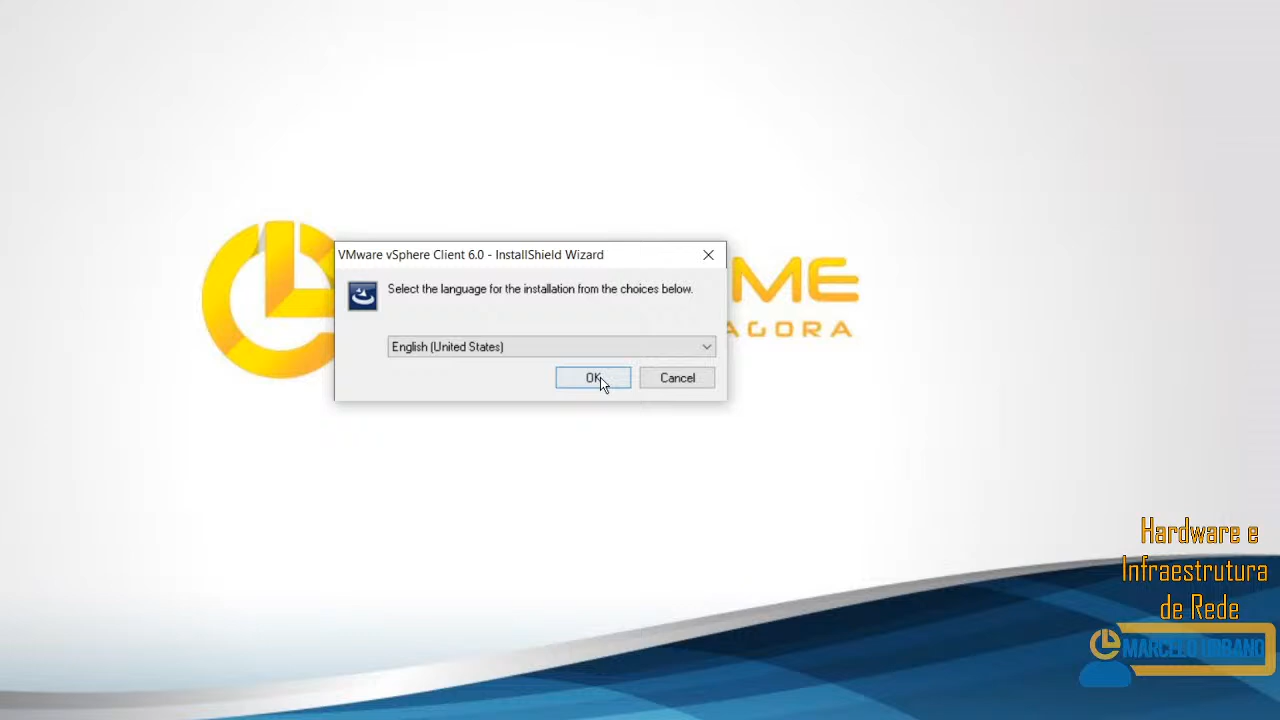 VMware vSphere Client 6.0 - InstallShield Wizard
Select the language for the installation from the choices below.
English (United States)
OK
Cancel
ME
AGORA
Hardware e
Infraestrutura
de Rede
MARCELO URBANO